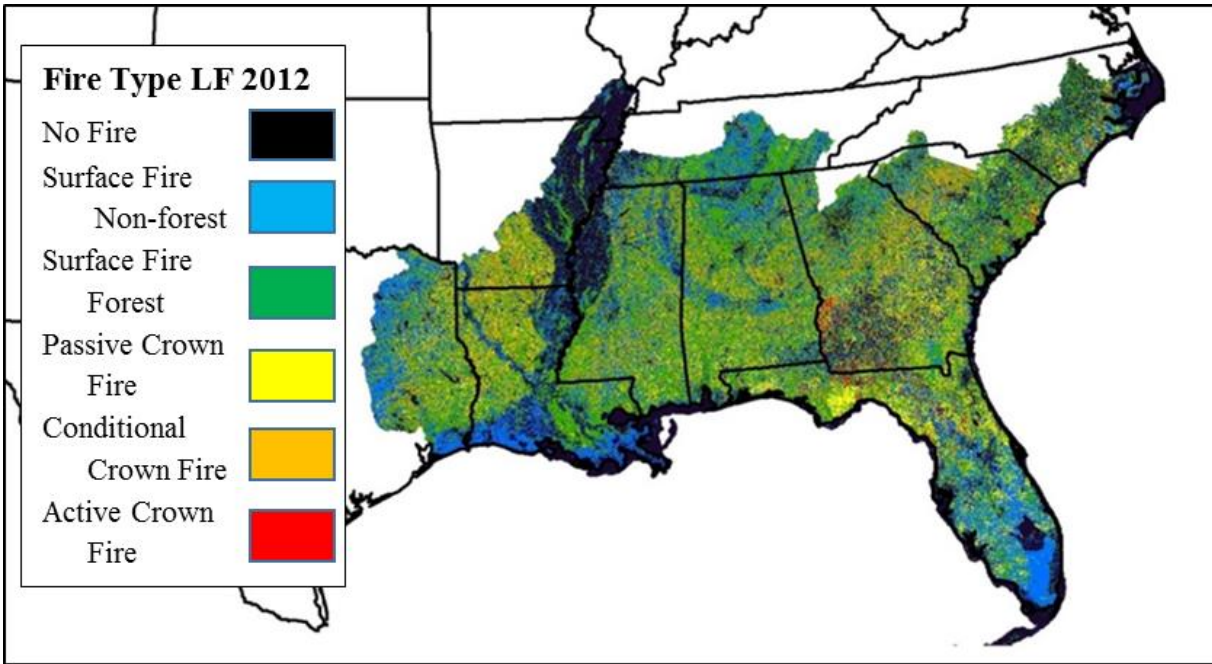 Fire Type LF 2012
No Fire
Surface Fire
Non-forest
Surface Fire
Forest
Passive Crown
Fire
Conditional
Crown Fire
Active Crown
Fire